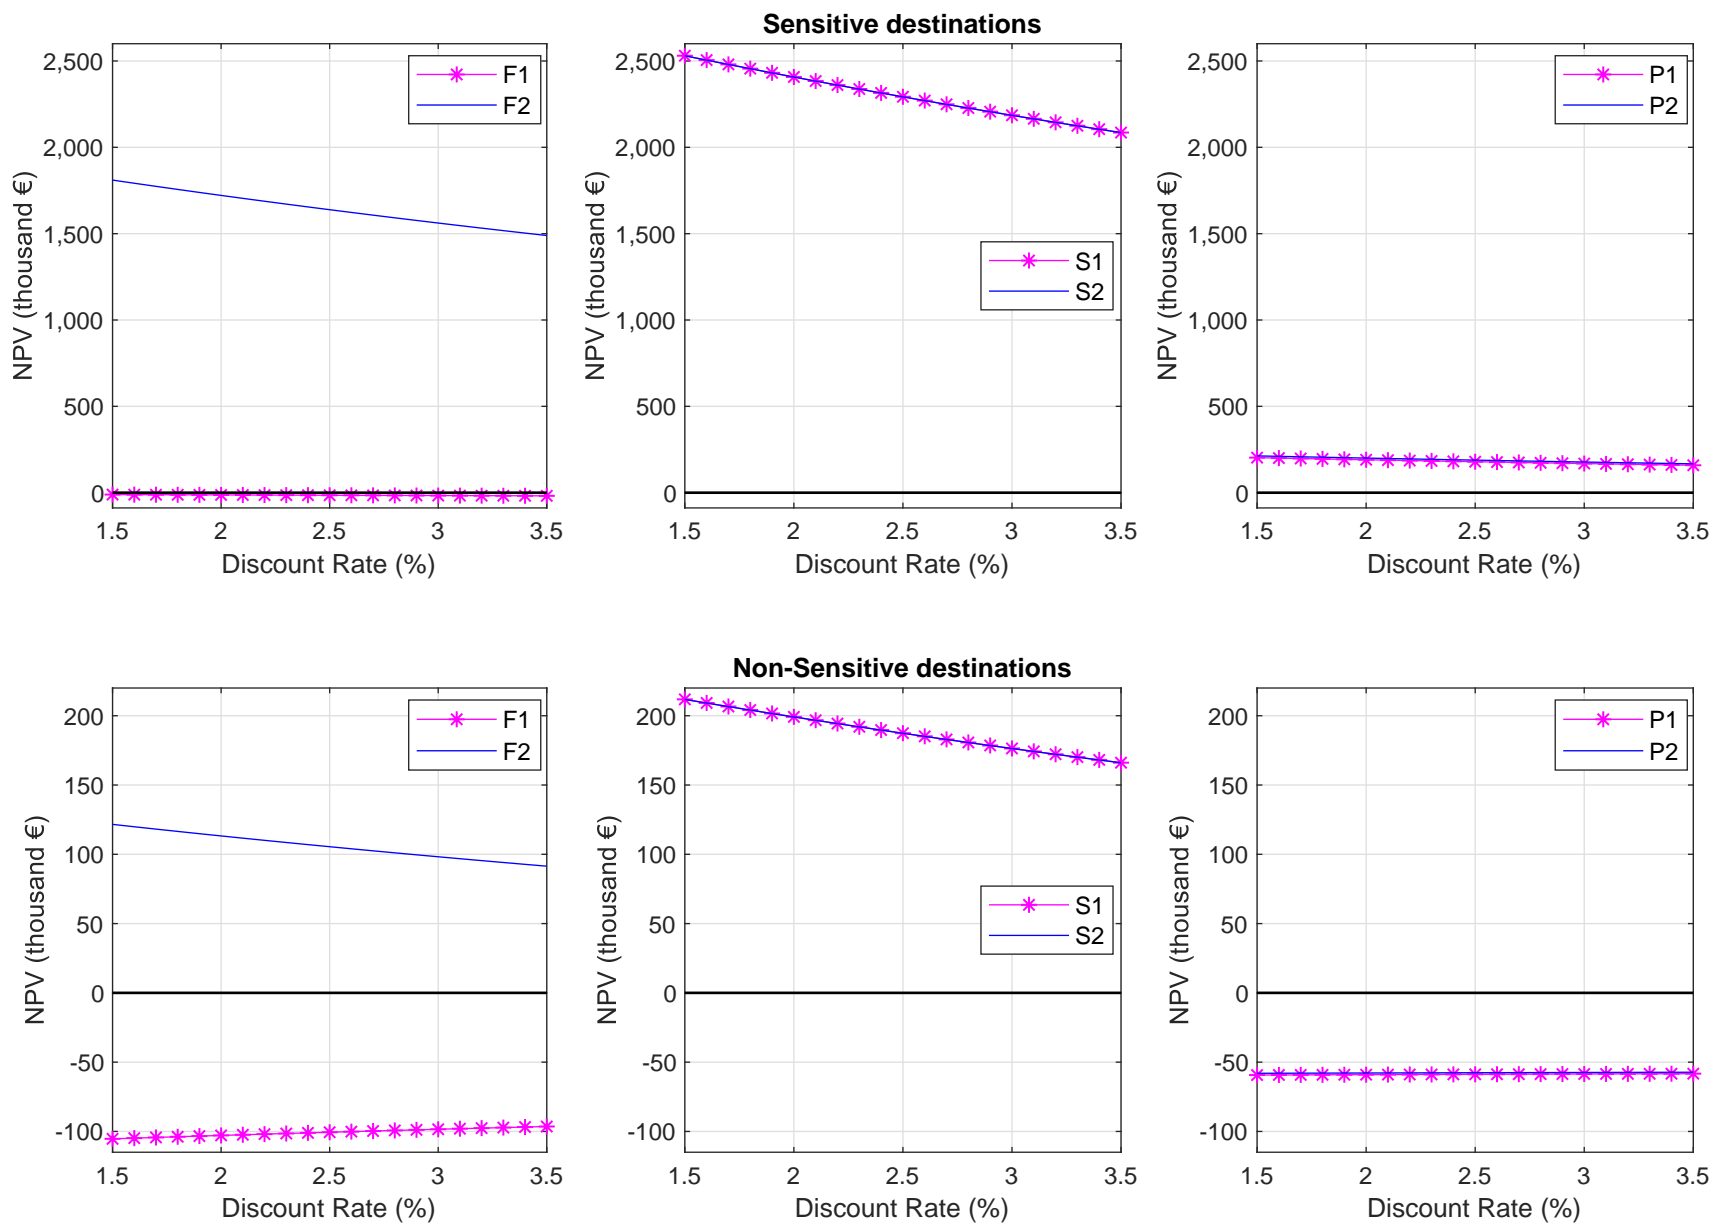 Sensitive destinations
2,500
2,000
1,500
1,000
500
0
NPV (thousand €)
1.5 2 2.5 3 3.5
Discount Rate (%)
F1
F2
2,500
2,000
1,500
1,000
500
0
NPV (thousand €)
1.5 2 2.5 3 3.5
Discount Rate (%)
S1
S2
2,500
2,000
1,500
1,000
500
0
NPV (thousand €)
1.5 2 2.5 3 3.5
Discount Rate (%)
P1
P2
Non-Sensitive destinations
200
150
100
50
0
-50
-100
NPV (thousand €)
1.5 2 2.5 3 3.5
Discount Rate (%)
F1
F2
200
150
100
50
0
-50
-100
NPV (thousand €)
1.5 2 2.5 3 3.5
Discount Rate (%)
S1
S2
200
150
100
50
0
-50
-100
NPV (thousand €)
1.5 2 2.5 3 3.5
Discount Rate (%)
P1
P2